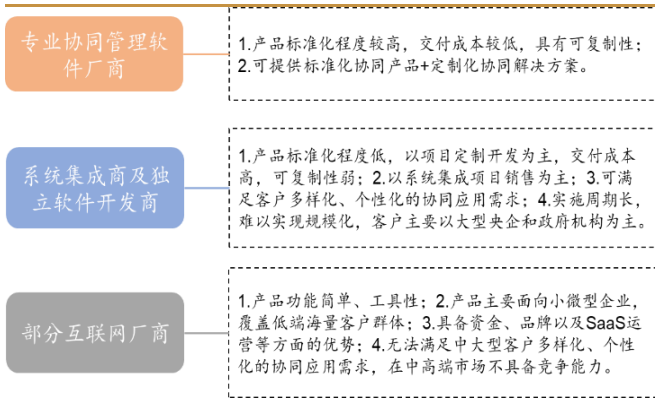 专业协同管理软
件厂商
1.产品标准化程度较高，交付成本较低，具有可复制性；
2.可提供标准化协同产品+定制化协同解决方案。
系统集成商及独
立软件开发商
1.产品标准化程度低，以项目定制开发为主，交付成本
高，可复制性弱；2.以系统集成项目销售为主；3.可满
足客户多样化、个性化的协同应用需求；4.实施周期长，
难以实现规模化，客户主要以大型央企和政府机构为主。
部分互联网厂商
1.产品功能简单、工具性；2.产品主要面向小微型企业，
覆盖低端海量客户群体；3.具备资金、品牌以及SaaS运
营等方面的优势；4.无法满足中大型客户多样化、个性
化的协同应用需求，在中高端市场不具备竞争能力。